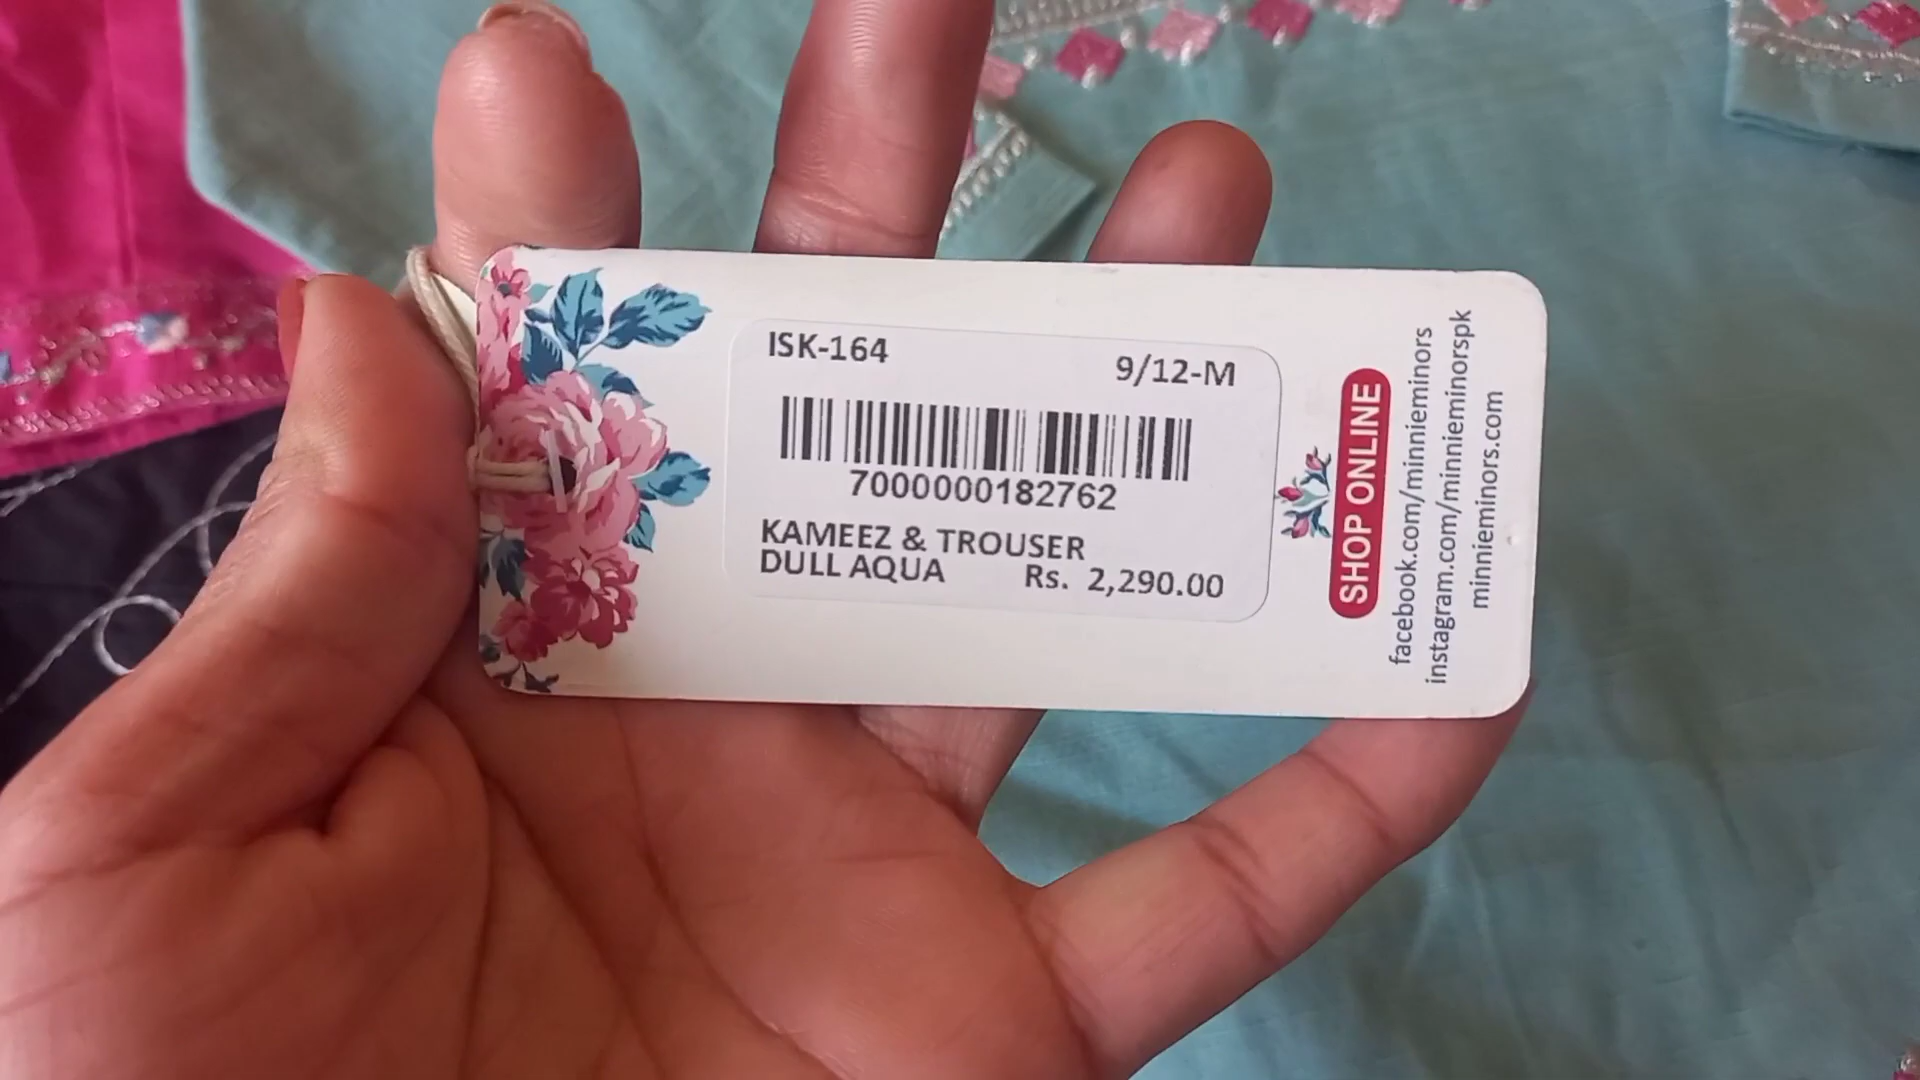 ISK-164
9/12-M
7000000182762
KAMEEZ & TROUSER
DULL AQUA Rs. 2,290.00
SHOP ONLINE
facebook.com/minnieminors
instagram.com/minnieminorspk
minnieminors.com